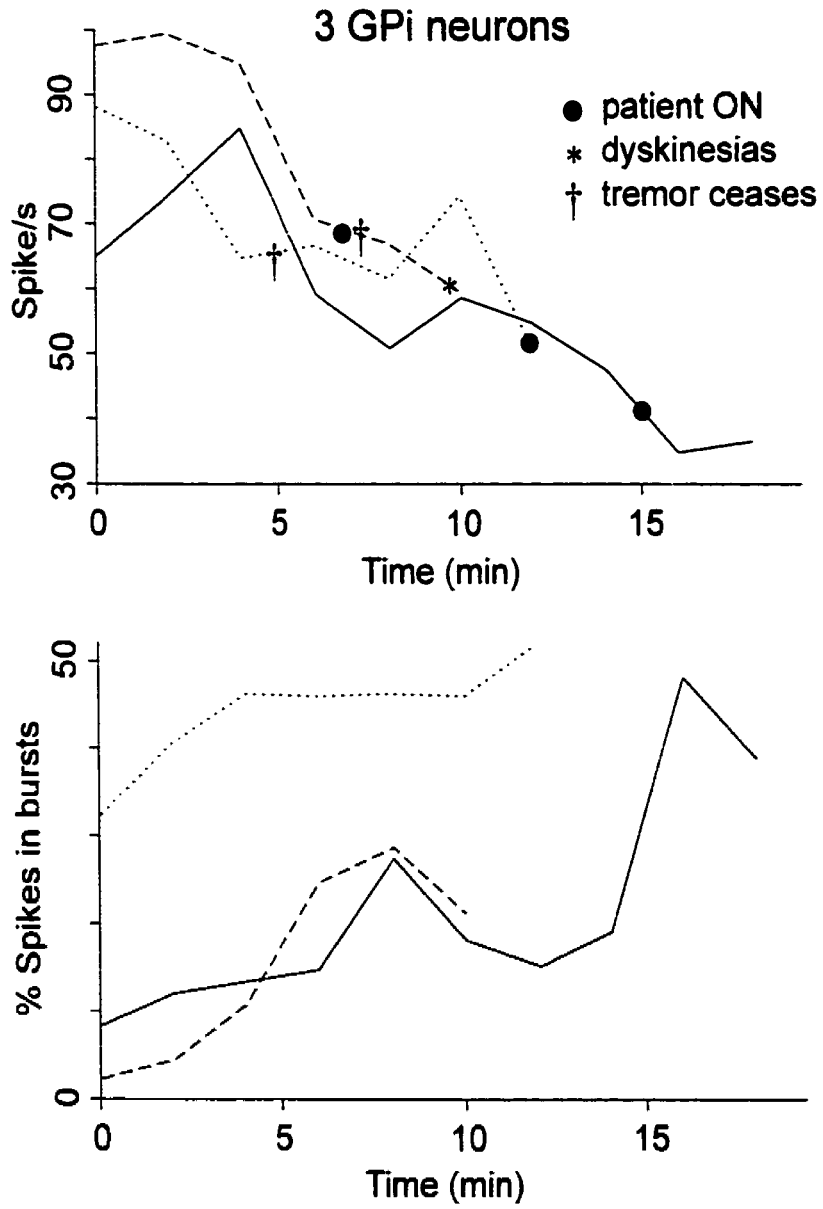 3 GPi neurons
● patient ON
* dyskinesias
† tremor ceases
Spike/s
90
70
50
30
0 5 10 15
Time (min)
% Spikes in bursts
50
0
0 5 10 15
Time (min)